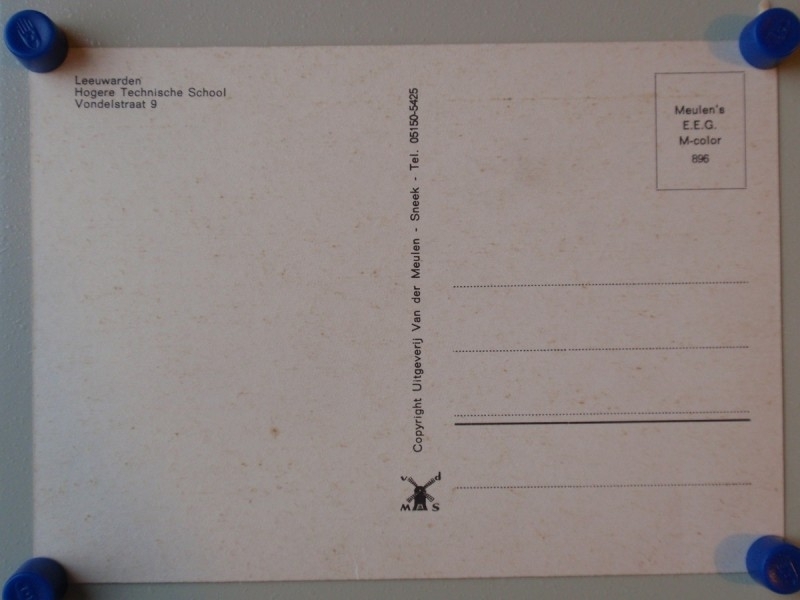 Leeuwarden
Hogere Technische School
Vondelstraat 9
Copyright Uitgeverij Van der Meulen - Sneek - Tel. 05150-5425
v d
M S
Meulen's
E.E.G.
M-color
896